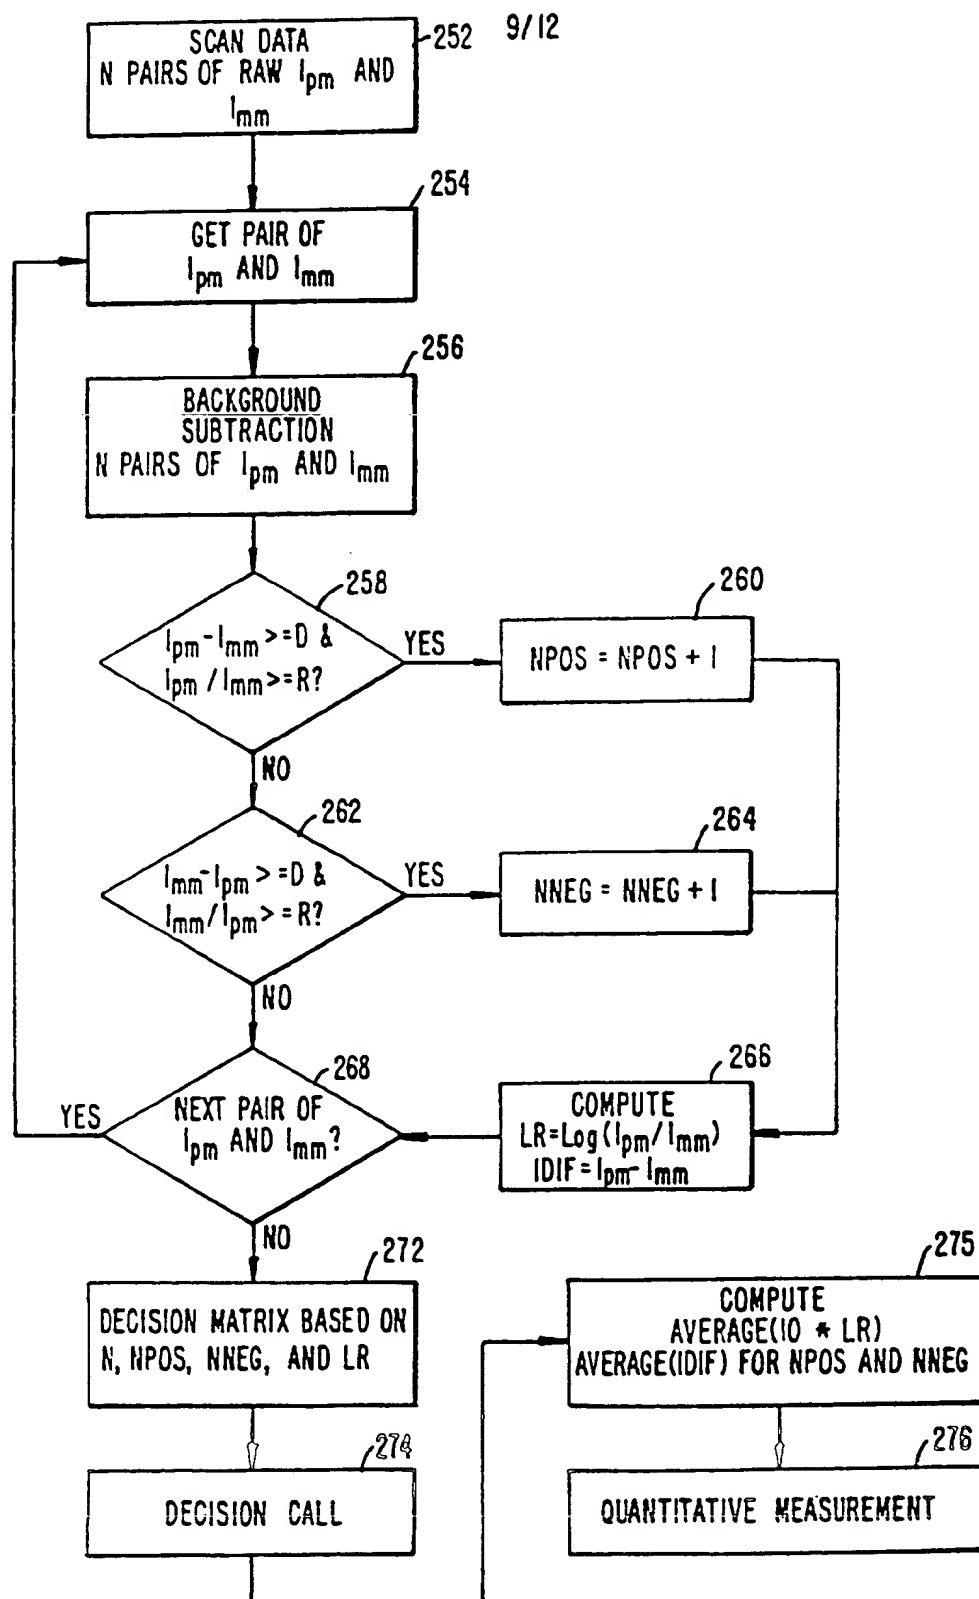 9/12
252
SCAN DATA
N PAIRS OF RAW Ipm AND
Imm
254
GET PAIR OF
Ipm AND Imm
256
BACKGROUND
SUBTRACTION
N PAIRS OF Ipm AND Imm
258
Ipm-Imm >=D &
Ipm / Imm >=R?
YES
260
NPOS = NPOS + 1
NO
262
Imm-Ipm >=D &
Imm/Ipm >=R?
YES
264
NNEG = NNEG + 1
NO
268
NEXT PAIR OF
Ipm AND Imm?
YES
266
COMPUTE
LR=Log(Ipm/Imm)
IDIF=Ipm-Imm
NO
272
DECISION MATRIX BASED ON
N, NPOS, NNEG, AND LR
274
DECISION CALL
275
COMPUTE
AVERAGE(10 * LR)
AVERAGE(IDIF) FOR NPOS AND NNEG
276
QUANTITATIVE MEASUREMENT